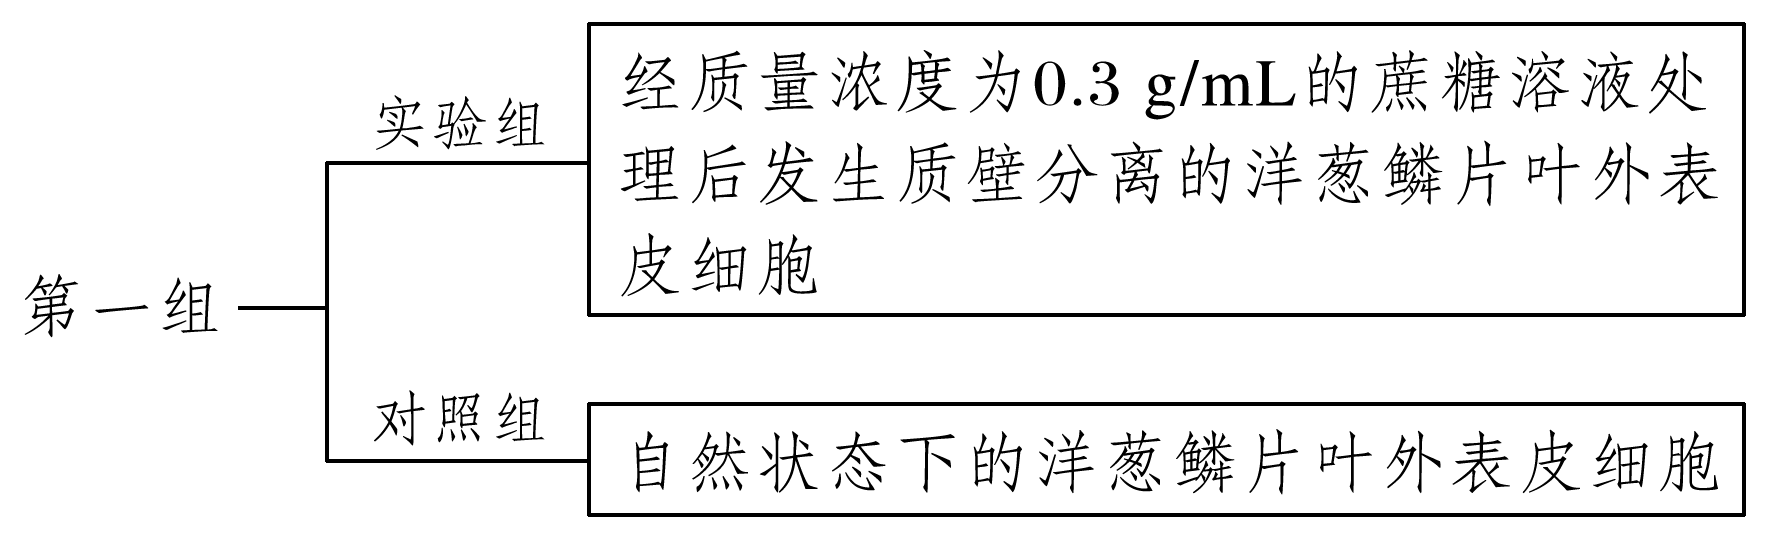 第一组
实验组
经质量浓度为0.3 g/mL的蔗糖溶液处
理后发生质壁分离的洋葱鳞片叶外表
皮细胞
对照组
自然状态下的洋葱鳞片叶外表皮细胞